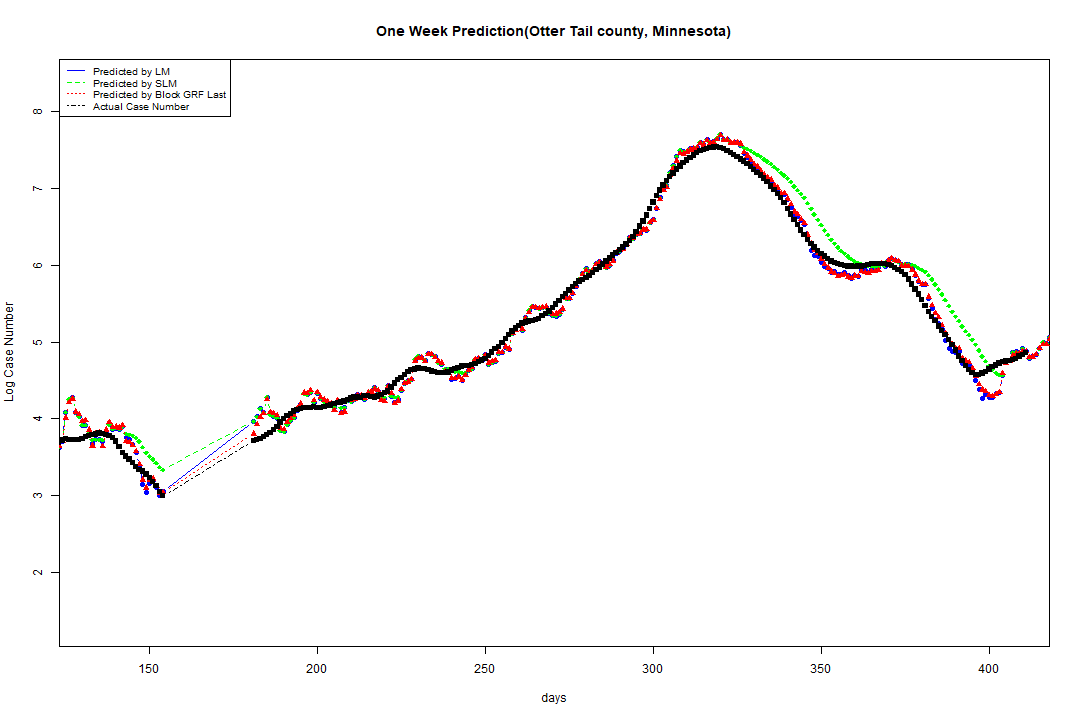 One Week Prediction(Otter Tail county, Minnesota)
Predicted by LM
Predicted by SLM
Predicted by Block GRF Last
Actual Case Number
8
7
6
5
4
3
2
Log Case Number
150 200 250 300 350 400
days